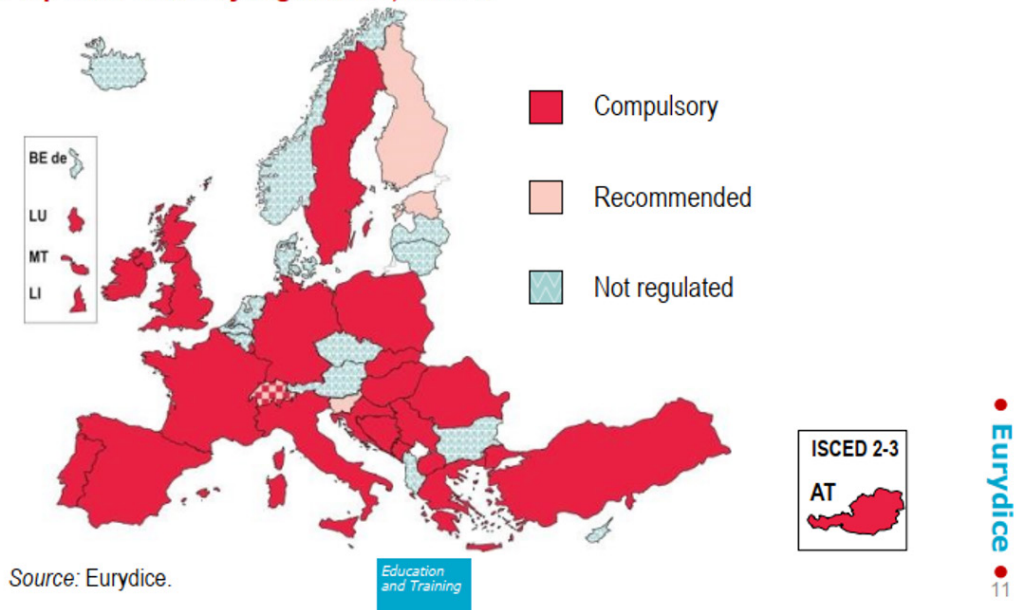 Compulsory
BE de
Recommended
LU
MT
Not regulated
LI
ISCED 2-3
AT
Eurydice
Source: Eurydice.
Education
and Training
11